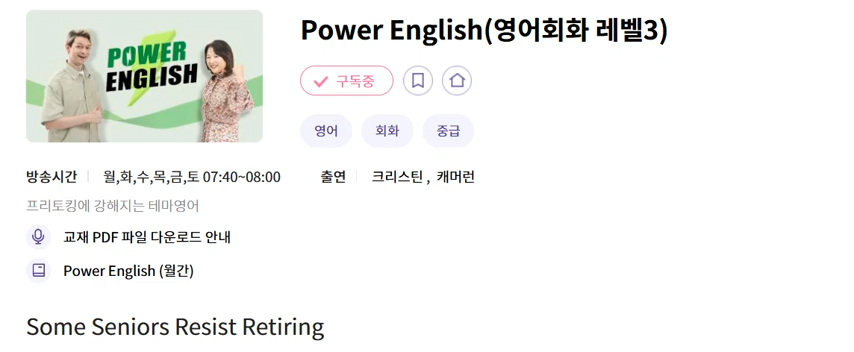 POWER
ENGLISH
Power English(영어회화 레벨3)
구독중
영어 회화 중급
방송시간 월,화,수,목,금,토 07:40~08:00 출연 크리스틴 , 캐머런
프리토킹에 강해지는 테마영어
교재 PDF 파일 다운로드 안내
Power English (월간)
Some Seniors Resist Retiring